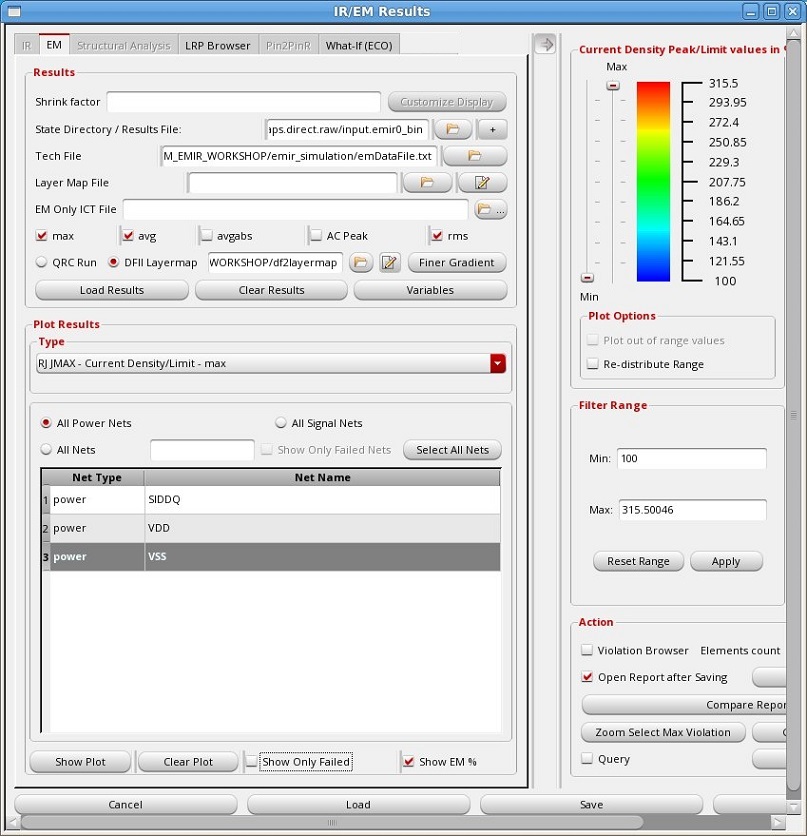 IR/EM Results
IR EM Structural Analysis LRP Browser Pin2PinR What-If (ECO)
Results
Shrink factor Customize Display
State Directory / Results File: aps.direct.raw/input.emir0_bin +
Tech File M_EMIR_WORKSHOP/emir_simulation/emDataFile.txt
Layer Map File
EM Only ICT File ...
max avg avgabs AC Peak rms
QRC Run DFII Layermap WORKSHOP/df2layermap Finer Gradient
Load Results Clear Results Variables
Plot Results
Type
RJ JMAX - Current Density/Limit - max
All Power Nets All Signal Nets
All Nets Show Only Failed Nets Select All Nets
Net Type Net Name
1 power SIDDQ
2 power VDD
3 power VSS
Show Plot Clear Plot Show Only Failed Show EM %
Current Density Peak/Limit values in
Max
315.5
293.95
272.4
250.85
229.3
207.75
186.2
164.65
143.1
121.55
100
Min
Plot Options
Plot out of range values
Re-distribute Range
Filter Range
Min: 100
Max: 315.50046
Reset Range Apply
Action
Violation Browser Elements count
Open Report after Saving
Compare Repor
Zoom Select Max Violation
Query
Cancel Load Save